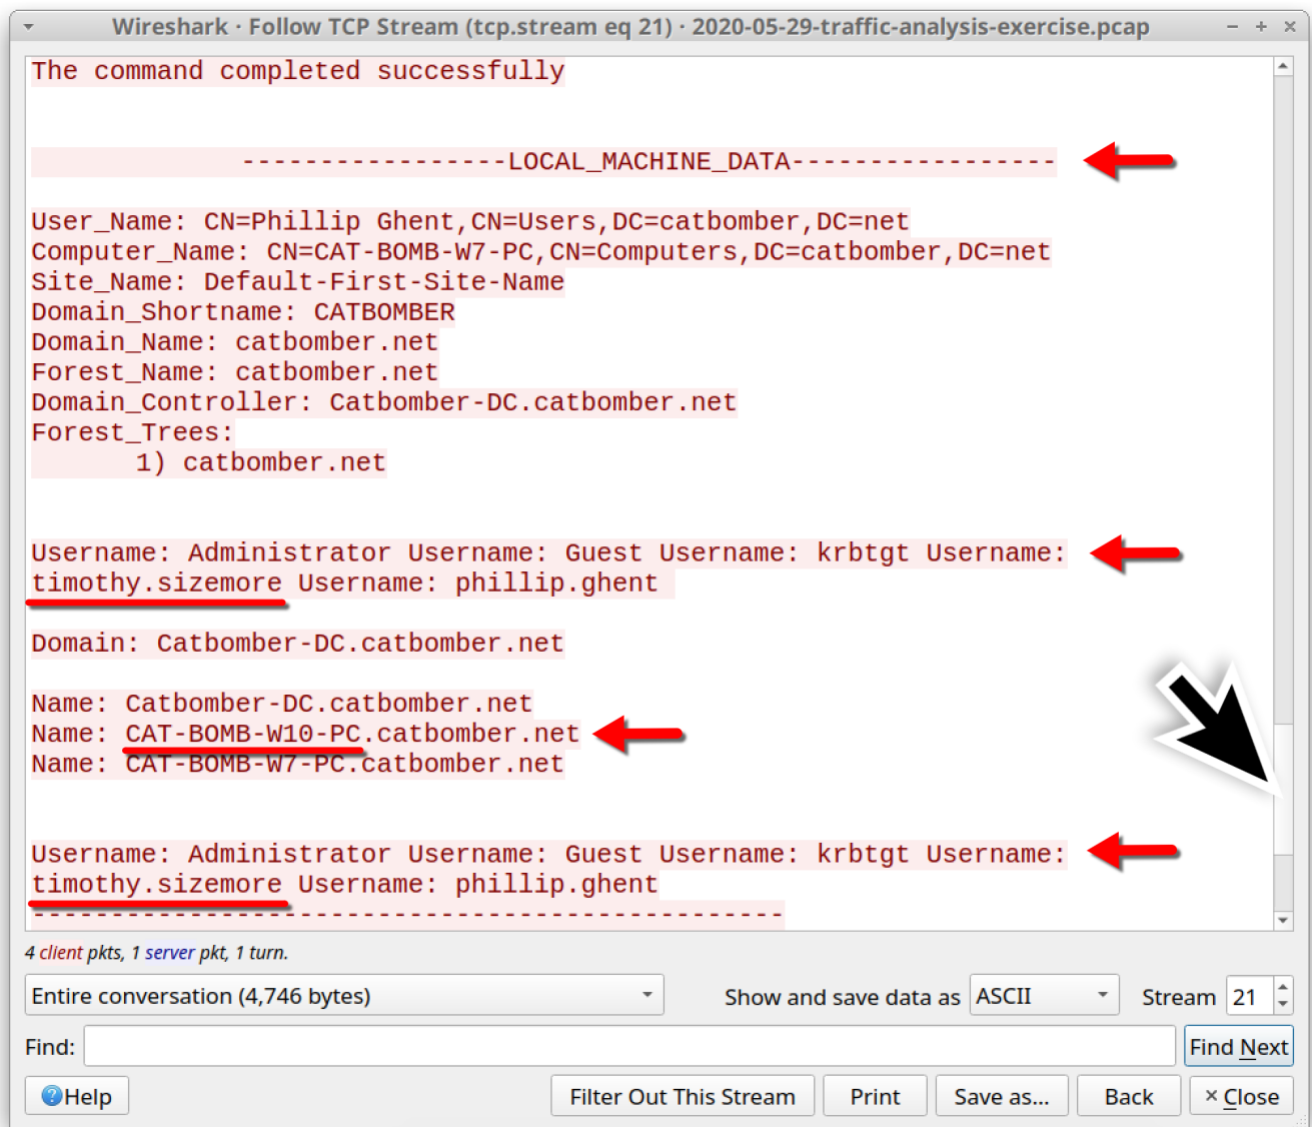 Wireshark · Follow TCP Stream (tcp.stream eq 21) · 2020-05-29-traffic-analysis-exercise.pcap
The command completed successfully
-----------------LOCAL_MACHINE_DATA-----------------
User_Name: CN=Phillip Ghent,CN=Users,DC=catbomber,DC=net
Computer_Name: CN=CAT-BOMB-W7-PC,CN=Computers,DC=catbomber,DC=net
Site_Name: Default-First-Site-Name
Domain_Shortname: CATBOMBER
Domain_Name: catbomber.net
Forest_Name: catbomber.net
Domain_Controller: Catbomber-DC.catbomber.net
Forest_Trees:
1) catbomber.net
Username: Administrator Username: Guest Username: krbtgt Username:
timothy.sizemore Username: phillip.ghent
Domain: Catbomber-DC.catbomber.net
Name: Catbomber-DC.catbomber.net
Name: CAT-BOMB-W10-PC.catbomber.net
Name: CAT-BOMB-W7-PC.catbomber.net
Username: Administrator Username: Guest Username: krbtgt Username:
timothy.sizemore Username: phillip.ghent
------------------------------------------------
4 client pkts, 1 server pkt, 1 turn.
Entire conversation (4,746 bytes) Show and save data as ASCII Stream 21
Find: Find Next
Help Filter Out This Stream Print Save as... Back × Close